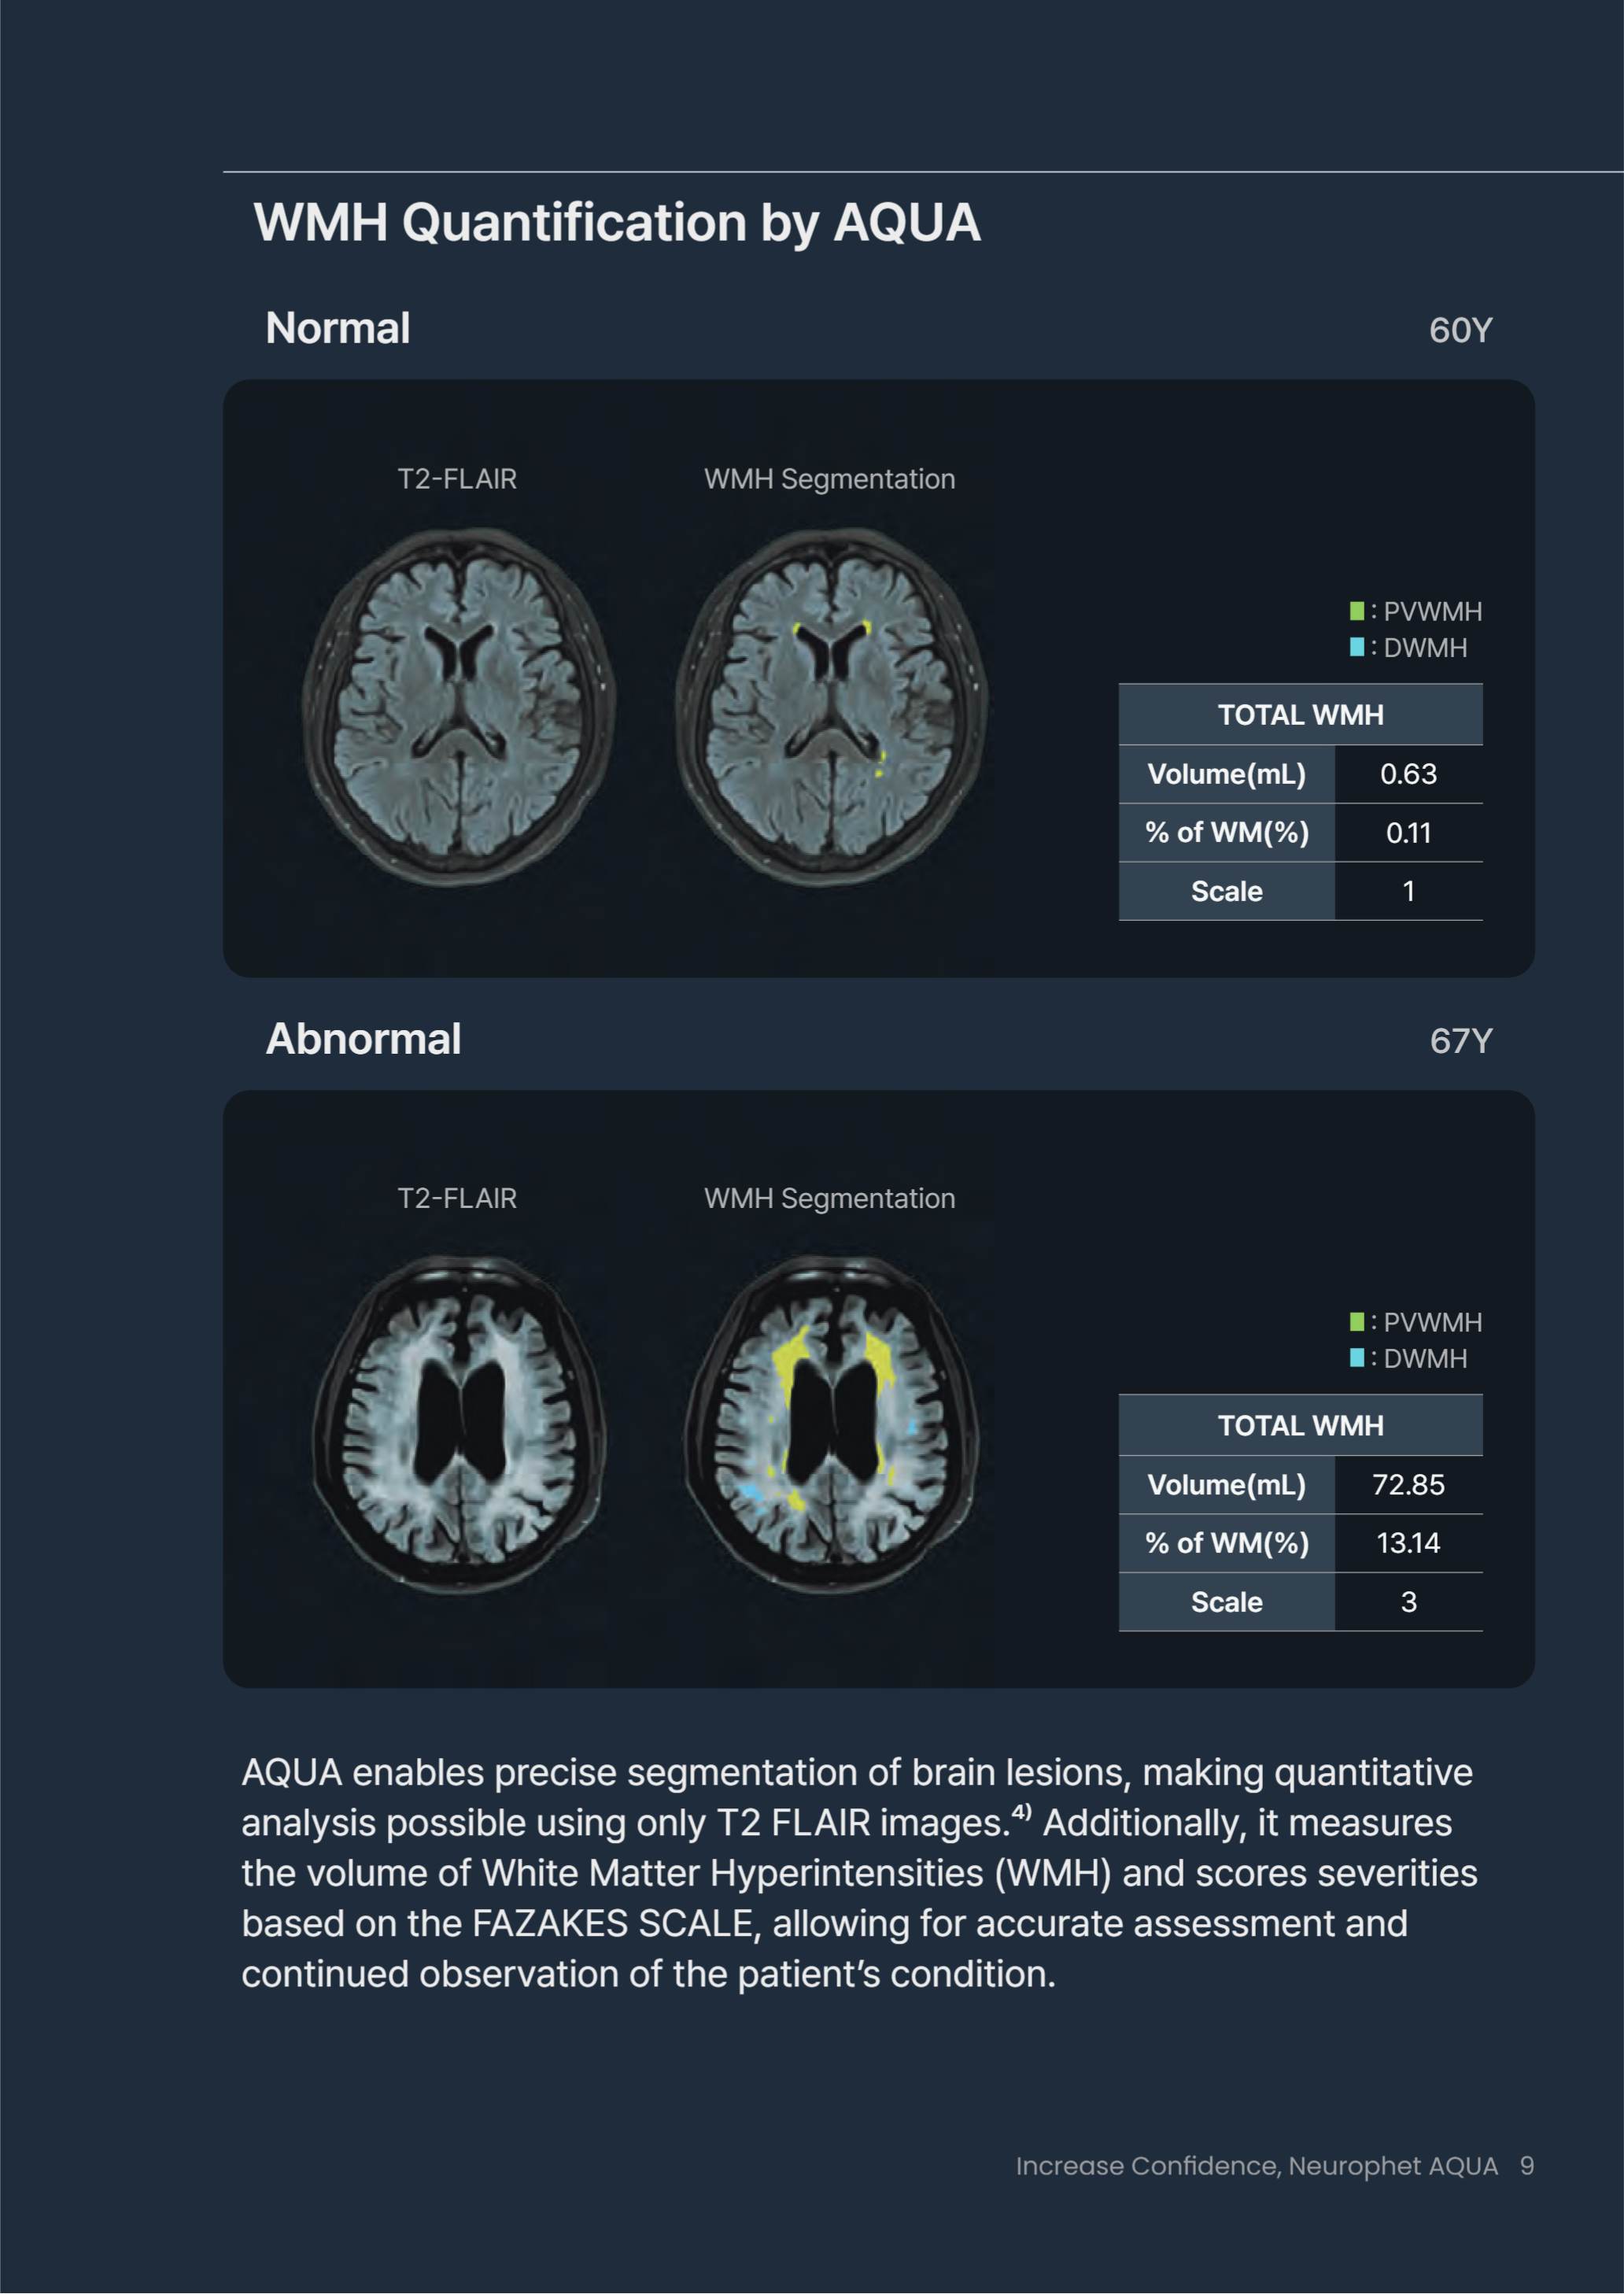 WMH Quantification by AQUA
Normal
60Y
T2-FLAIR
WMH Segmentation
: PVWMH
: DWMH
TOTAL WMH
Volume(mL) 0.63
% of WM(%) 0.11
Scale 1
Abnormal
67Y
T2-FLAIR
WMH Segmentation
: PVWMH
: DWMH
TOTAL WMH
Volume(mL) 72.85
% of WM(%) 13.14
Scale 3
AQUA enables precise segmentation of brain lesions, making quantitative
analysis possible using only T2 FLAIR images.⁴⁾ Additionally, it measures
the volume of White Matter Hyperintensities (WMH) and scores severities
based on the FAZAKES SCALE, allowing for accurate assessment and
continued observation of the patient’s condition.
Increase Confidence, Neurophet AQUA 9